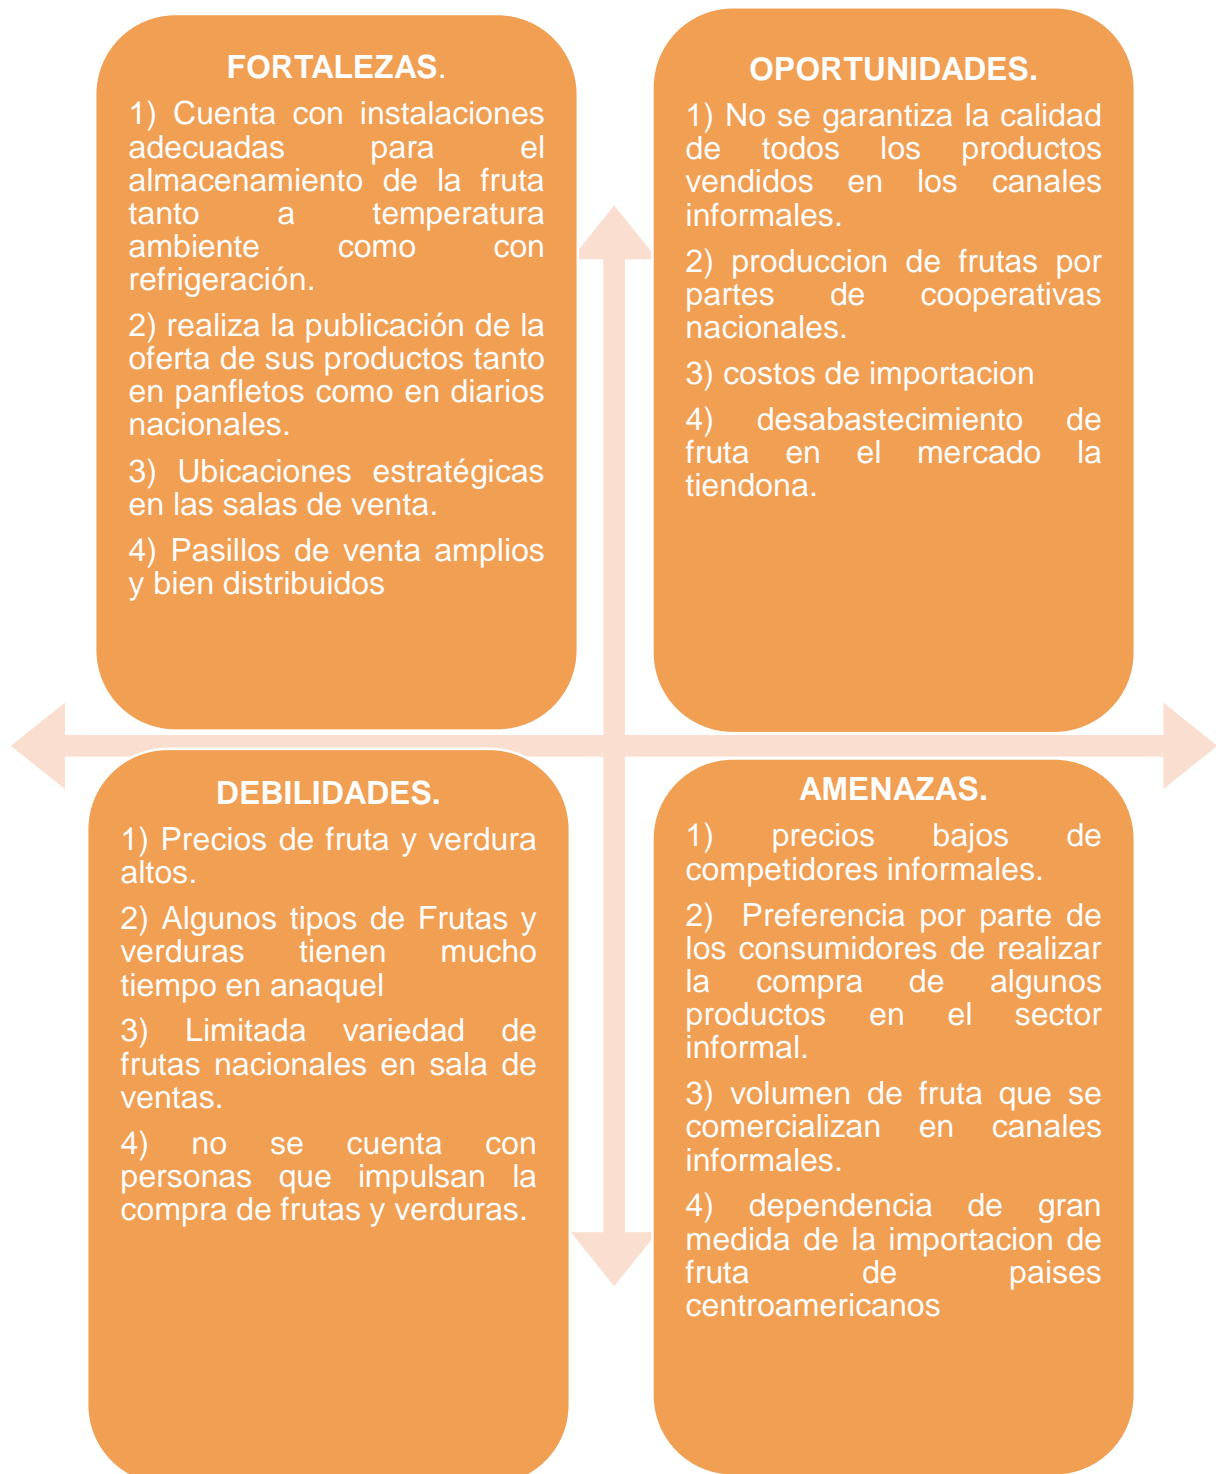 FORTALEZAS.
1) Cuenta con instalaciones
adecuadas para el
almacenamiento de la fruta
tanto a temperatura
ambiente como con
refrigeración.
2) realiza la publicación de la
oferta de sus productos tanto
en panfletos como en diarios
nacionales.
3) Ubicaciones estratégicas
en las salas de venta.
4) Pasillos de venta amplios
y bien distribuidos
OPORTUNIDADES.
1) No se garantiza la calidad
de todos los productos
vendidos en los canales
informales.
2) produccion de frutas por
partes de cooperativas
nacionales.
3) costos de importacion
4) desabastecimiento de
fruta en el mercado la
tiendona.
DEBILIDADES.
1) Precios de fruta y verdura
altos.
2) Algunos tipos de Frutas y
verduras tienen mucho
tiempo en anaquel
3) Limitada variedad de
frutas nacionales en sala de
ventas.
4) no se cuenta con
personas que impulsan la
compra de frutas y verduras.
AMENAZAS.
1) precios bajos de
competidores informales.
2) Preferencia por parte de
los consumidores de realizar
la compra de algunos
productos en el sector
informal.
3) volumen de fruta que se
comercializan en canales
informales.
4) dependencia de gran
medida de la importacion de
fruta de paises
centroamericanos